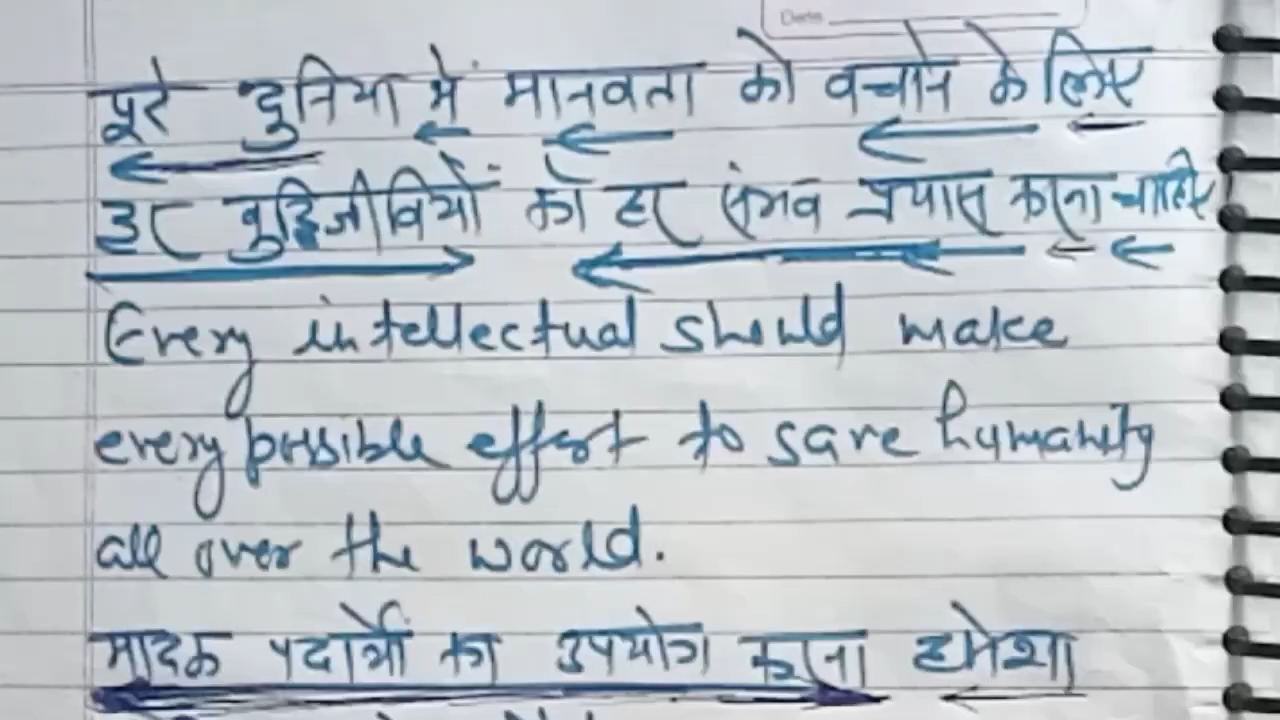 Date
पूरे दुनिया में मानवता को बचाने के लिए
हर बुद्धिजीवियों को हर संभव प्रयास करना चाहिए
Every intellectual should make
every possible effort to save humanity
all over the world.
मादक पदार्थों का उपयोग करना हमेशा